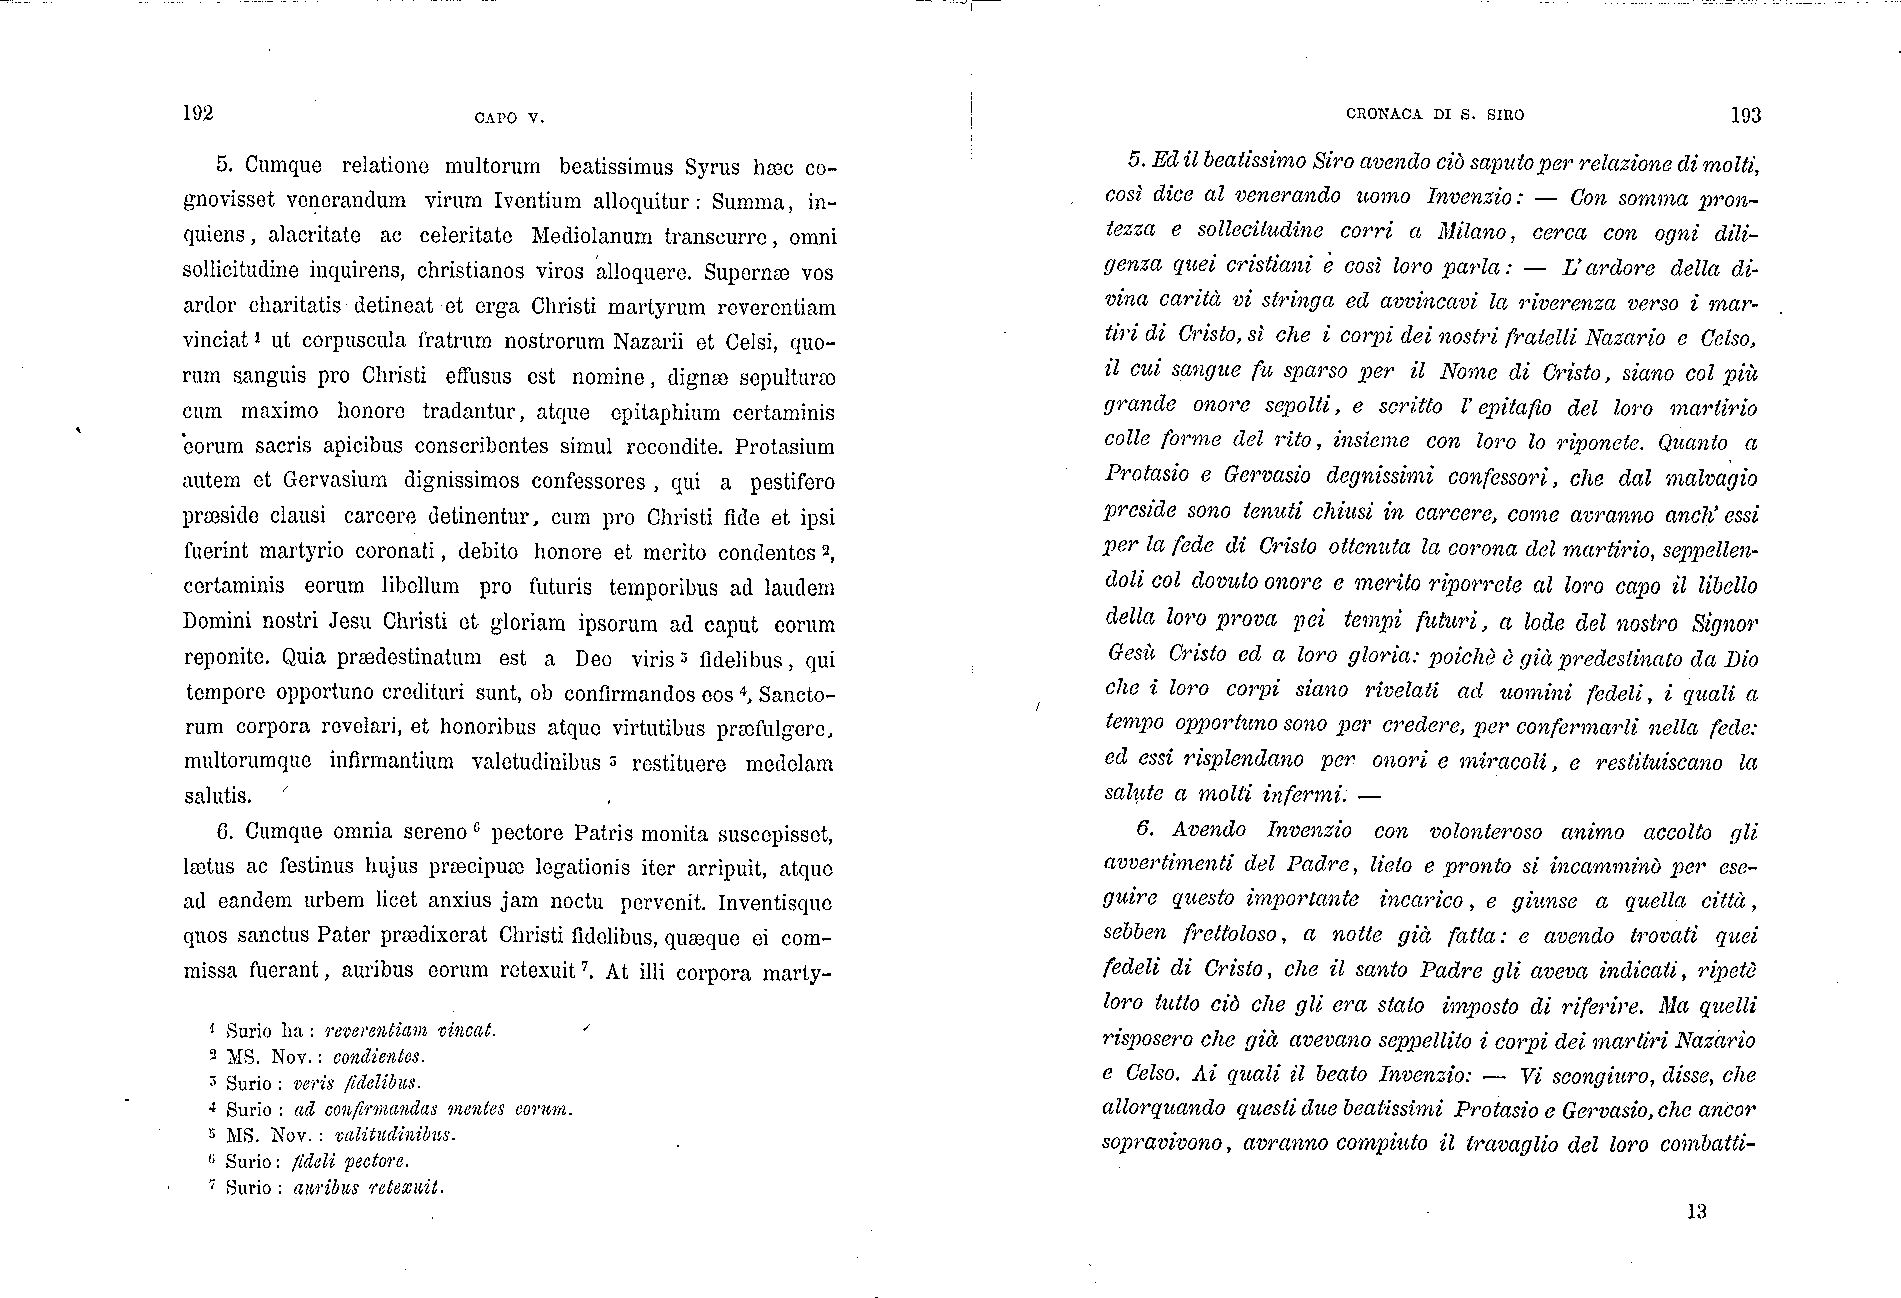 192
CAPO V.
5. Cumque relatione multorum beatissimus Syrus hæc co-
gnovisset venerandum virum Iventium alloquitur : Summa, in-
quiens, alacritate ac celeritate Mediolanum transcurre, omni
sollicitudine inquirens, christianos viros alloquere. Supernæ vos
ardor charitatis detineat et erga Christi martyrum reverentiam
vinciat ¹ ut corpuscula fratrum nostrorum Nazarii et Celsi, quo-
rum sanguis pro Christi effusus est nomine, dignæ sepulturæ
cum maximo honore tradantur, atque epitaphium certaminis
eorum sacris apicibus conscribentes simul recondite. Protasium
autem et Gervasium dignissimos confessores , qui a pestifero
præside clausi carcere detinentur, cum pro Christi fide et ipsi
fuerint martyrio coronati, debito honore et merito condentes ²,
certaminis eorum libellum pro futuris temporibus ad laudem
Domini nostri Jesu Christi et gloriam ipsorum ad caput eorum
reponite. Quia prædestinatum est a Deo viris ³ fidelibus, qui
tempore opportuno credituri sunt, ob confirmandos eos ⁴, Sancto-
rum corpora revelari, et honoribus atque virtutibus præfulgere,
multorumque infirmantium valetudinibus ⁵ restituere medelam
salutis.
6. Cumque omnia sereno ⁶ pectore Patris monita suscepisset,
lætus ac festinus hujus præcipuæ legationis iter arripuit, atque
ad eandem urbem licet anxius jam noctu pervenit. Inventisque
quos sanctus Pater prædixerat Christi fidelibus, quæque ei com-
missa fuerant, auribus eorum retexuit ⁷. At illi corpora marty-
¹ Surio ha : reverentiam vincat.
² MS. Nov. : condientes.
³ Surio : veris fidelibus.
⁴ Surio : ad confirmandas mentes eorum.
⁵ MS. Nov. : valitudinibus.
⁶ Surio : fideli pectore.
⁷ Surio : auribus retexuit.
CRONACA DI S. SIRO
193
5. Ed il beatissimo Siro avendo ciò saputo per relazione di molti,
così dice al venerando uomo Invenzio : — Con somma pron-
tezza e sollecitudine corri a Milano, cerca con ogni dili-
genza quei cristiani è così loro parla : — L' ardore della di-
vina carità vi stringa ed avvincavi la riverenza verso i mar-
tiri di Cristo, sì che i corpi dei nostri fratelli Nazario e Celso,
il cui sangue fu sparso per il Nome di Cristo, siano col più
grande onore sepolti, e scritto l' epitafio del loro martirio
colle forme del rito, insieme con loro lo riponete. Quanto a
Protasio e Gervasio degnissimi confessori, che dal malvagio
preside sono tenuti chiusi in carcere, come avranno anch' essi
per la fede di Cristo ottenuta la corona del martirio, seppellen-
doli col dovuto onore e merito riporrete al loro capo il libello
della loro prova pei tempi futuri, a lode del nostro Signor
Gesù Cristo ed a loro gloria: poichè è già predestinato da Dio
che i loro corpi siano rivelati ad uomini fedeli, i quali a
tempo opportuno sono per credere, per confermarli nella fede:
ed essi risplendano per onori e miracoli, e restituiscano la
salute a molti infermi. —
6. Avendo Invenzio con volonteroso animo accolto gli
avvertimenti del Padre, lieto e pronto si incamminò per ese-
guire questo importante incarico, e giunse a quella città,
sebben frettoloso, a notte già fatta: e avendo trovati quei
fedeli di Cristo, che il santo Padre gli aveva indicati, ripetè
loro tutto ciò che gli era stato imposto di riferire. Ma quelli
risposero che già avevano seppellito i corpi dei martiri Nazario
e Celso. Ai quali il beato Invenzio: — Vi scongiuro, disse, che
allorquando questi due beatissimi Protasio e Gervasio, che ancor
sopravivono, avranno compiuto il travaglio del loro combatti-
13